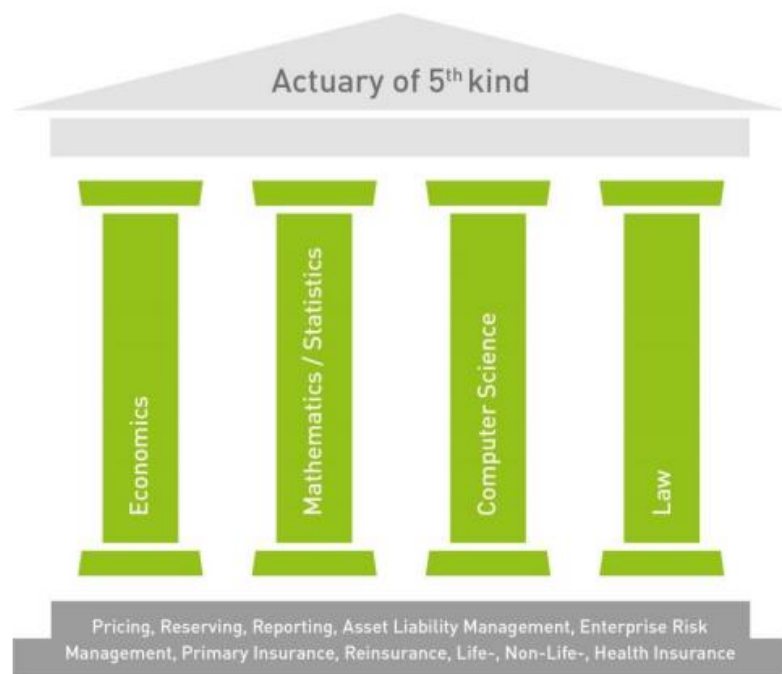 Actuary of 5th kind
Economics
Mathematics / Statistics
Computer Science
Law
Pricing, Reserving, Reporting, Asset Liability Management, Enterprise Risk
Management, Primary Insurance, Reinsurance, Life-, Non-Life-, Health Insurance